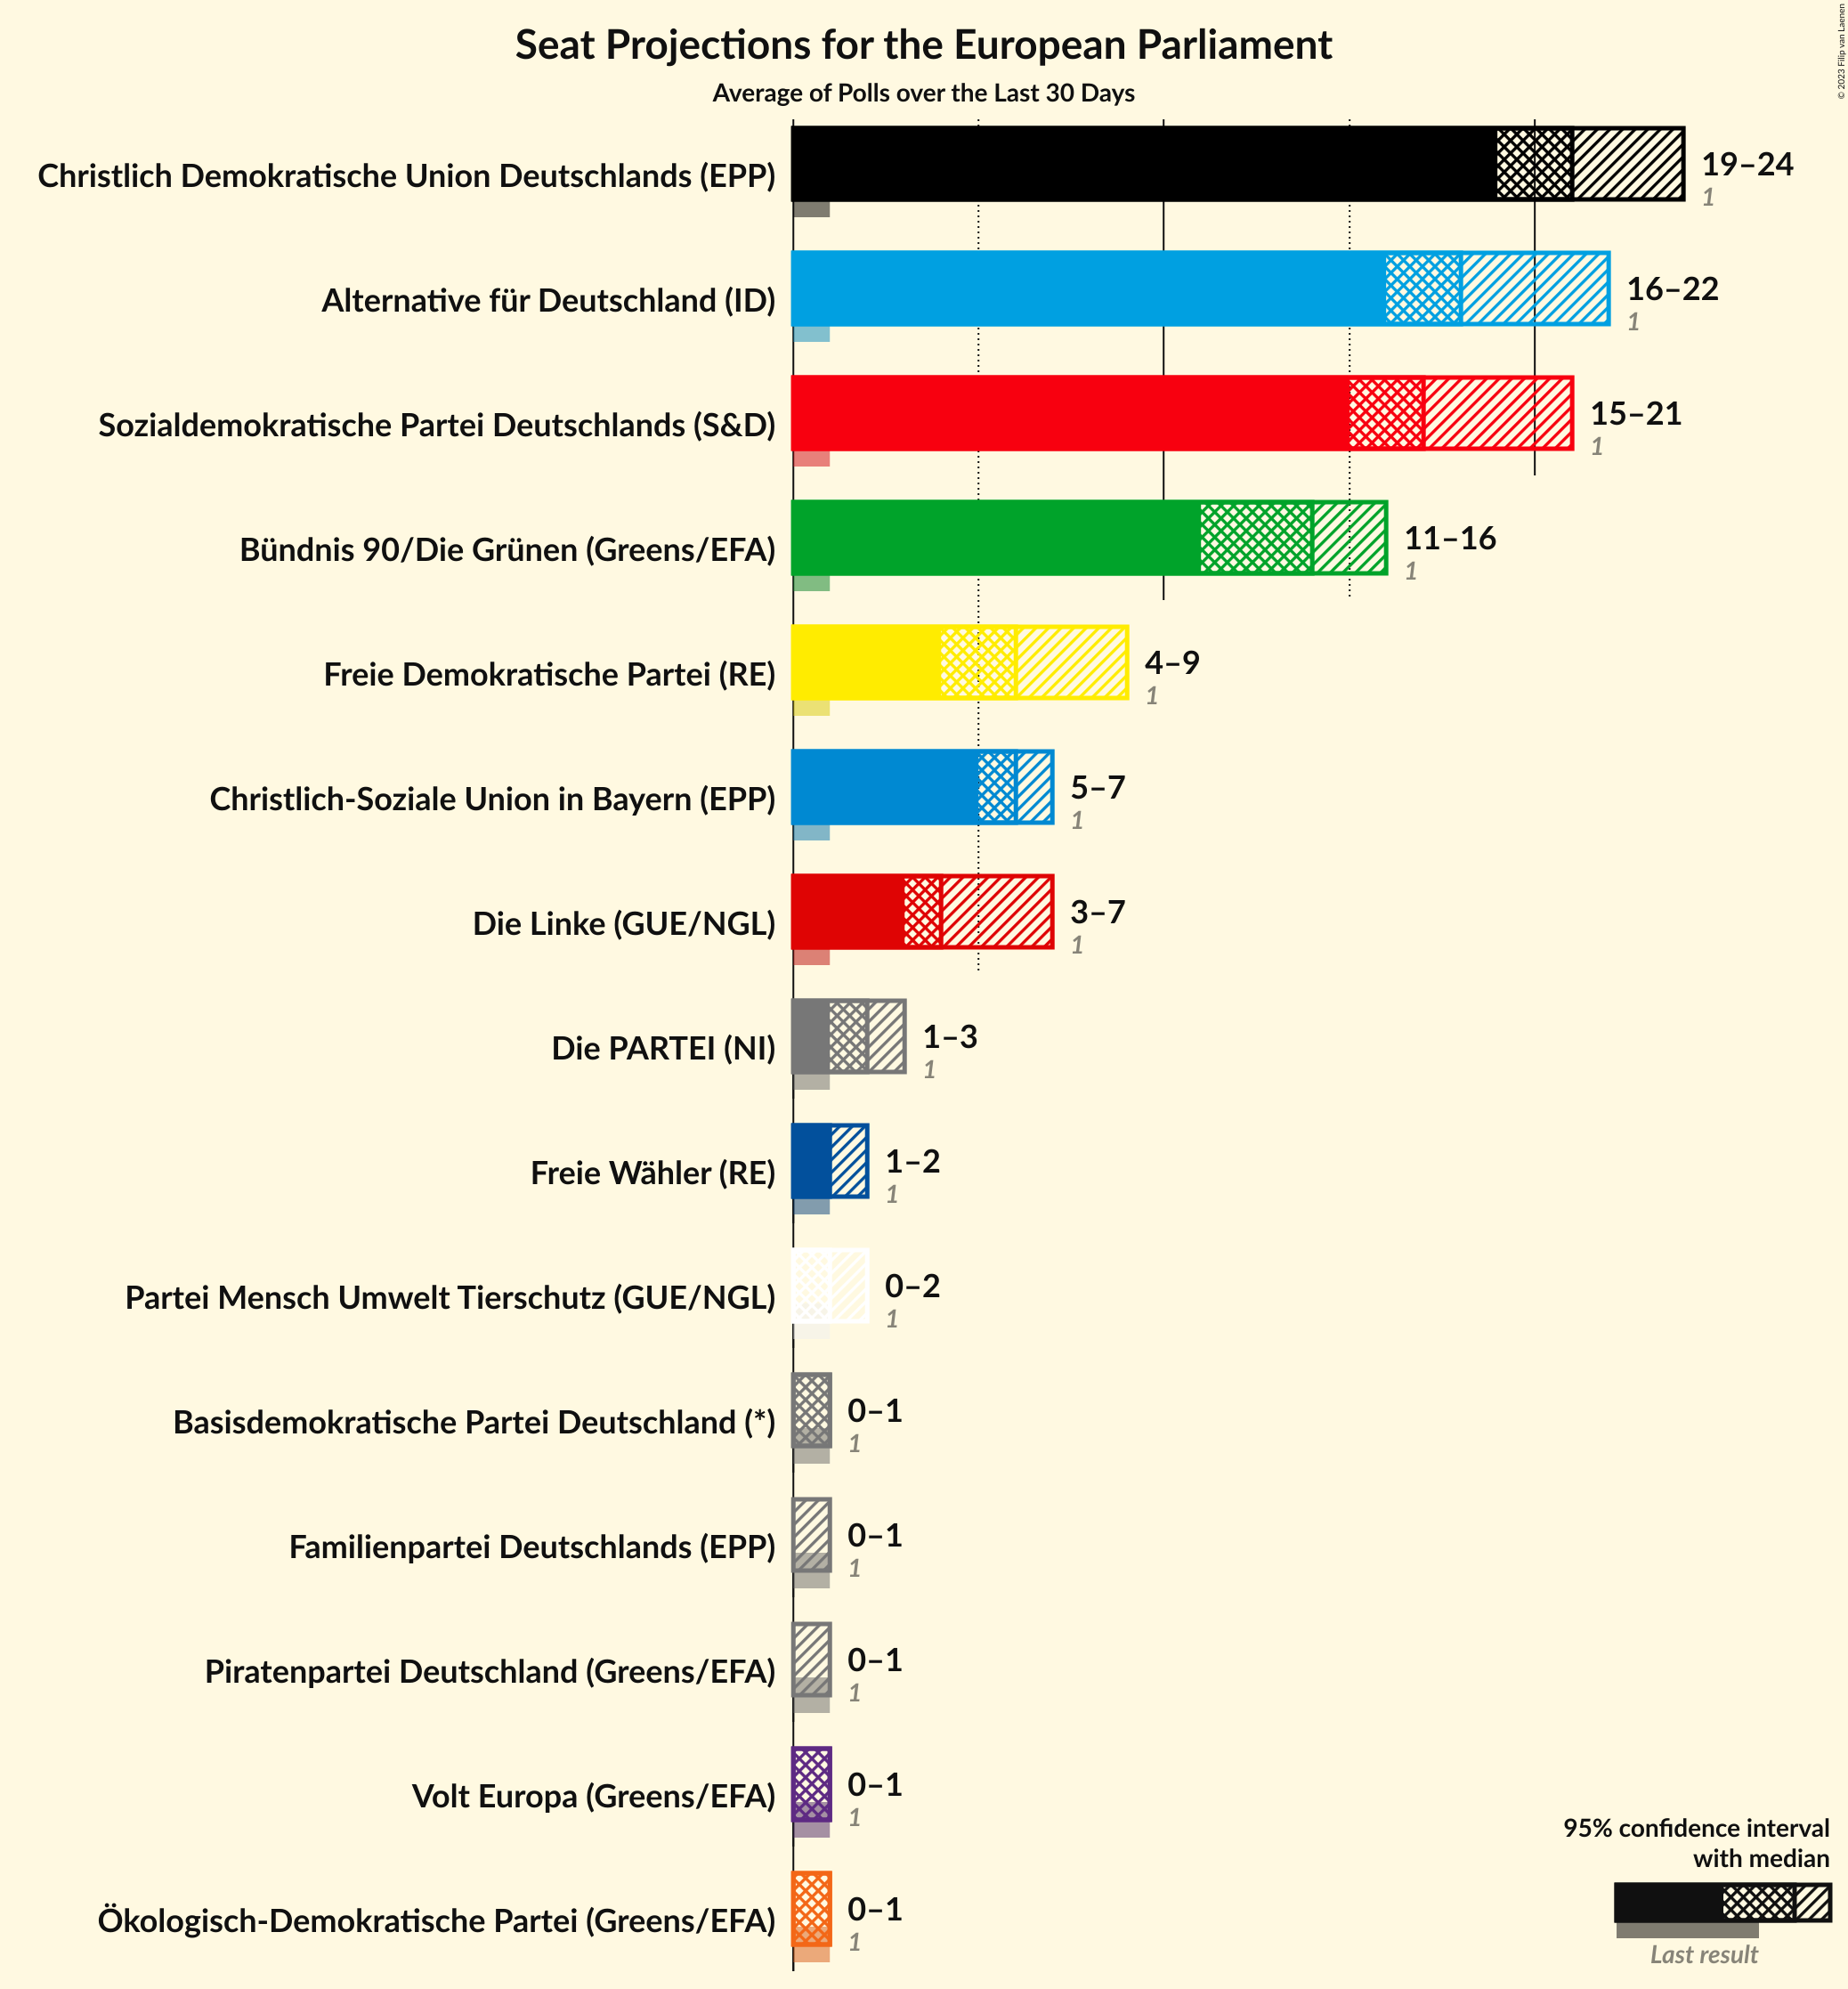 Seat Projections for the European Parliament
Average of Polls over the Last 30 Days
© 2023 Filip van Laenen
Christlich Demokratische Union Deutschlands (EPP)
19–24
1
Alternative für Deutschland (ID)
16–22
1
Sozialdemokratische Partei Deutschlands (S&D)
15–21
1
Bündnis 90/Die Grünen (Greens/EFA)
11–16
1
Freie Demokratische Partei (RE)
4–9
1
Christlich-Soziale Union in Bayern (EPP)
5–7
1
Die Linke (GUE/NGL)
3–7
1
Die PARTEI (NI)
1–3
1
Freie Wähler (RE)
1–2
1
Partei Mensch Umwelt Tierschutz (GUE/NGL)
0–2
1
Basisdemokratische Partei Deutschland (*)
0–1
1
Familienpartei Deutschlands (EPP)
0–1
1
Piratenpartei Deutschland (Greens/EFA)
0–1
1
Volt Europa (Greens/EFA)
0–1
1
Ökologisch-Demokratische Partei (Greens/EFA)
0–1
1
95% confidence interval
with median
Last result